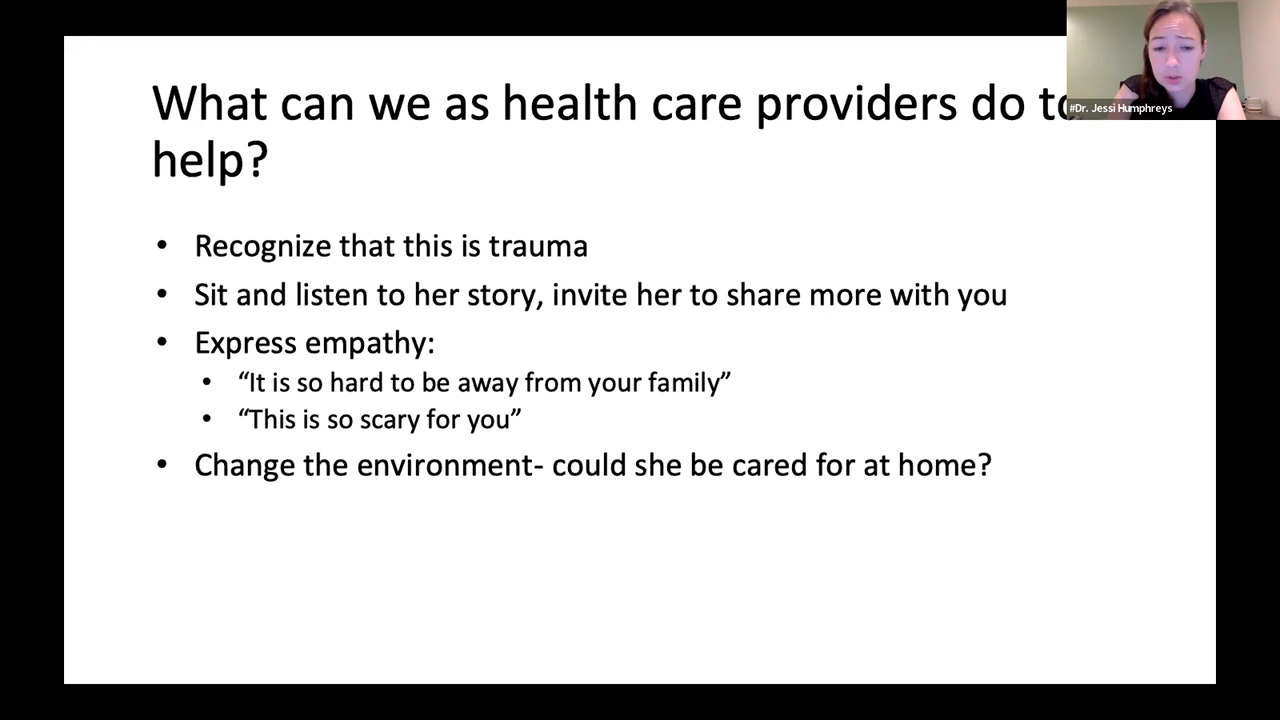 What can we as health care providers do to
help?
#Dr. Jessi Humphreys
• Recognize that this is trauma
• Sit and listen to her story, invite her to share more with you
• Express empathy:
• “It is so hard to be away from your family”
• “This is so scary for you”
• Change the environment- could she be cared for at home?